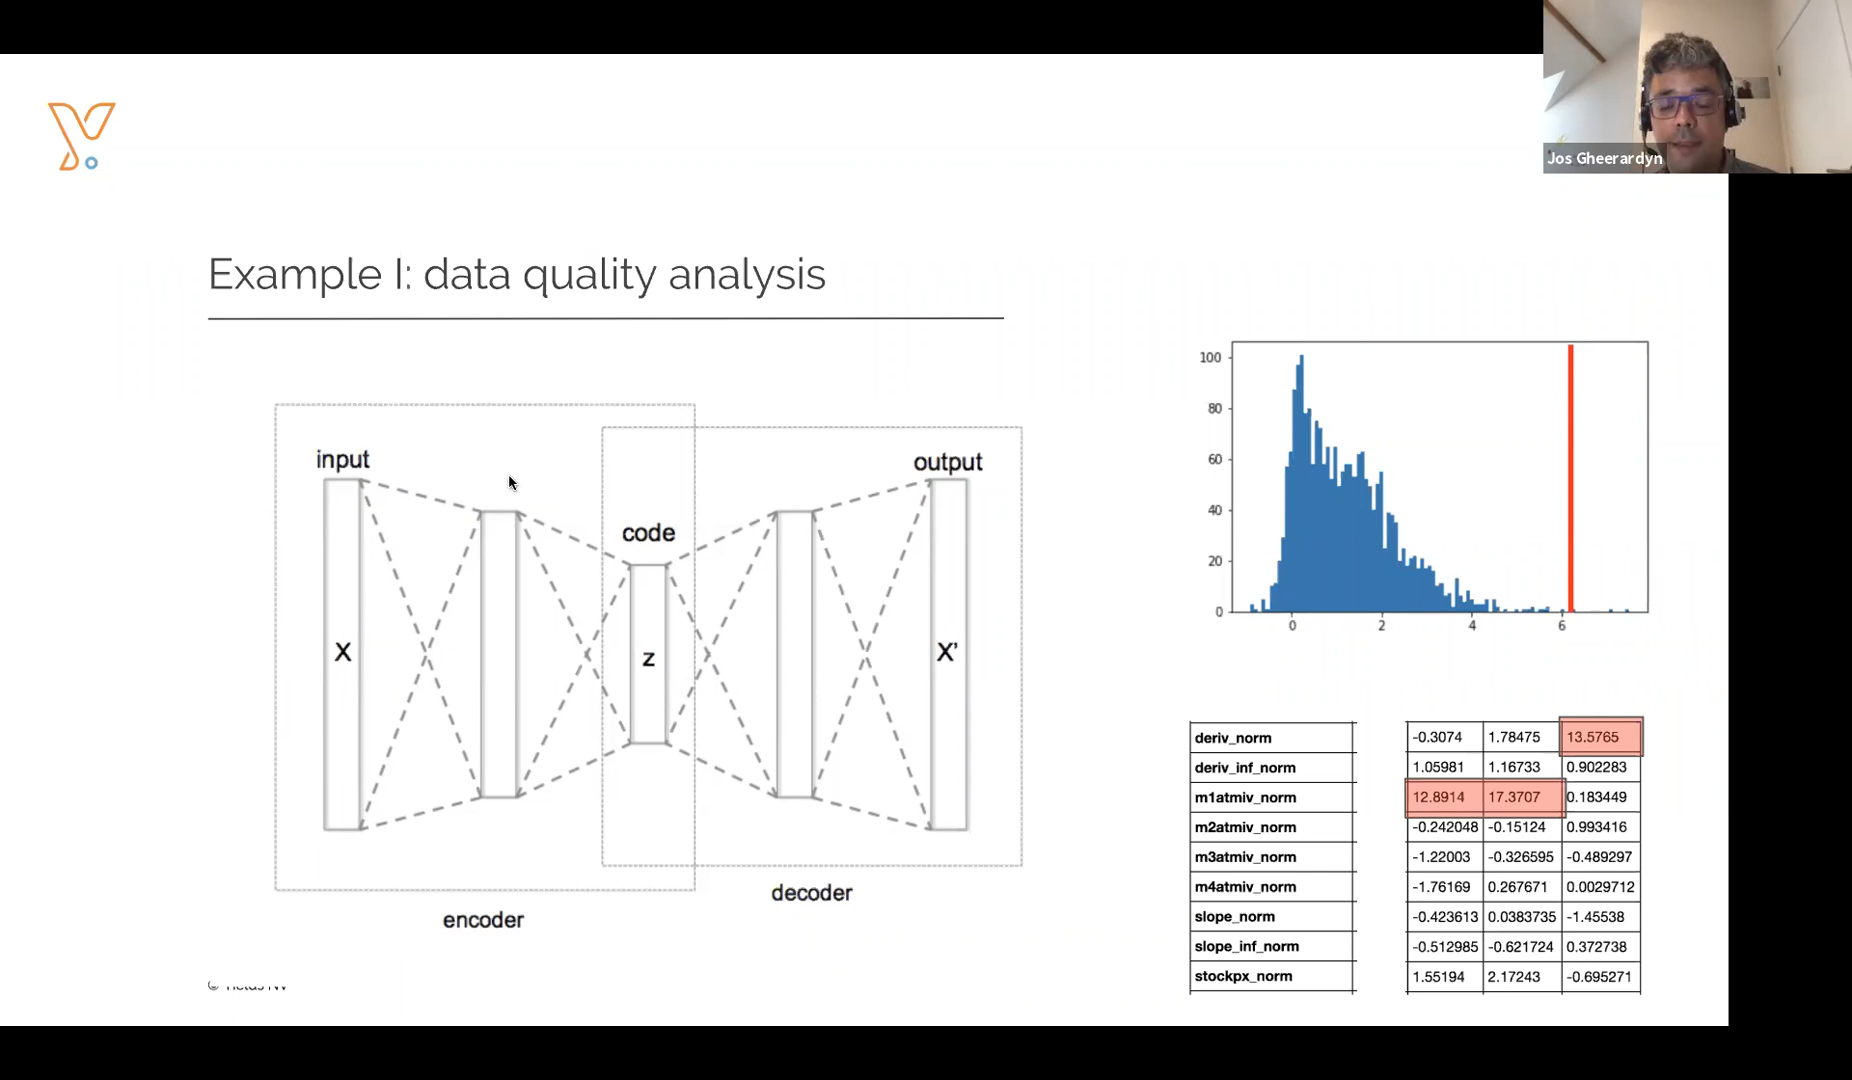 Jos Gheerardyn
Example I: data quality analysis
input
output
code
X
z
X'
encoder
decoder
100
80
60
40
20
0
0 2 4 6
deriv_norm -0.3074 1.78475 13.5765
deriv_inf_norm 1.05981 1.16733 0.902283
m1atmiv_norm 12.8914 17.3707 0.183449
m2atmiv_norm -0.242048 -0.15124 0.993416
m3atmiv_norm -1.22003 -0.326595 -0.489297
m4atmiv_norm -1.76169 0.267671 0.0029712
slope_norm -0.423613 0.0383735 -1.45538
slope_inf_norm -0.512985 -0.621724 0.372738
stockpx_norm 1.55194 2.17243 -0.695271